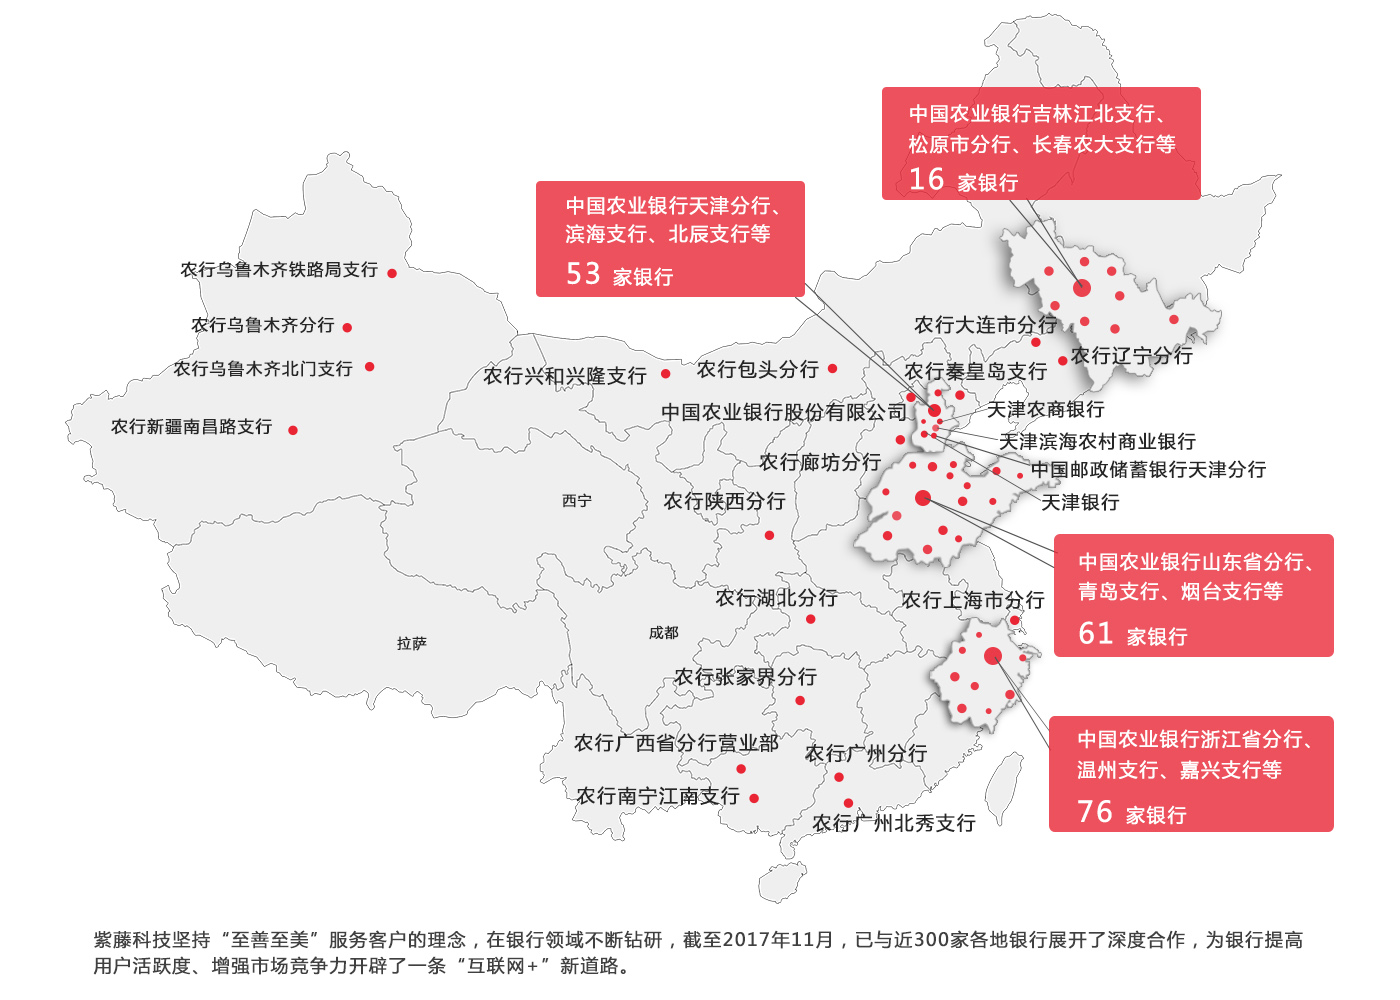 中国农业银行吉林江北支行、
松原市分行、长春农大支行等
16 家银行
中国农业银行天津分行、
滨海支行、北辰支行等
53 家银行
农行乌鲁木齐铁路局支行
农行乌鲁木齐分行
农行乌鲁木齐北门支行
农行新疆南昌路支行
农行兴和兴隆支行
农行包头分行
农行大连市分行
农行辽宁分行
农行秦皇岛支行
中国农业银行股份有限公司
天津农商银行
天津滨海农村商业银行
农行廊坊分行
中国邮政储蓄银行天津分行
天津银行
农行陕西分行
西宁
中国农业银行山东省分行、
青岛支行、烟台支行等
61 家银行
农行湖北分行
农行上海市分行
成都
拉萨
农行张家界分行
中国农业银行浙江省分行、
温州支行、嘉兴支行等
76 家银行
农行广西省分行营业部
农行广州分行
农行南宁江南支行
农行广州北秀支行
紫藤科技坚持“至善至美”服务客户的理念，在银行领域不断钻研，截至2017年11月，已与近300家各地银行展开了深度合作，为银行提高
用户活跃度、增强市场竞争力开辟了一条“互联网+”新道路。